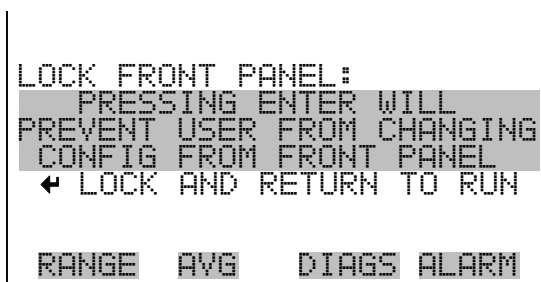 LOCK FRONT PANEL:
PRESSING ENTER WILL
PREVENT USER FROM CHANGING
CONFIG FROM FRONT PANEL
↵ LOCK AND RETURN TO RUN
RANGE AVG DIAGS ALARM